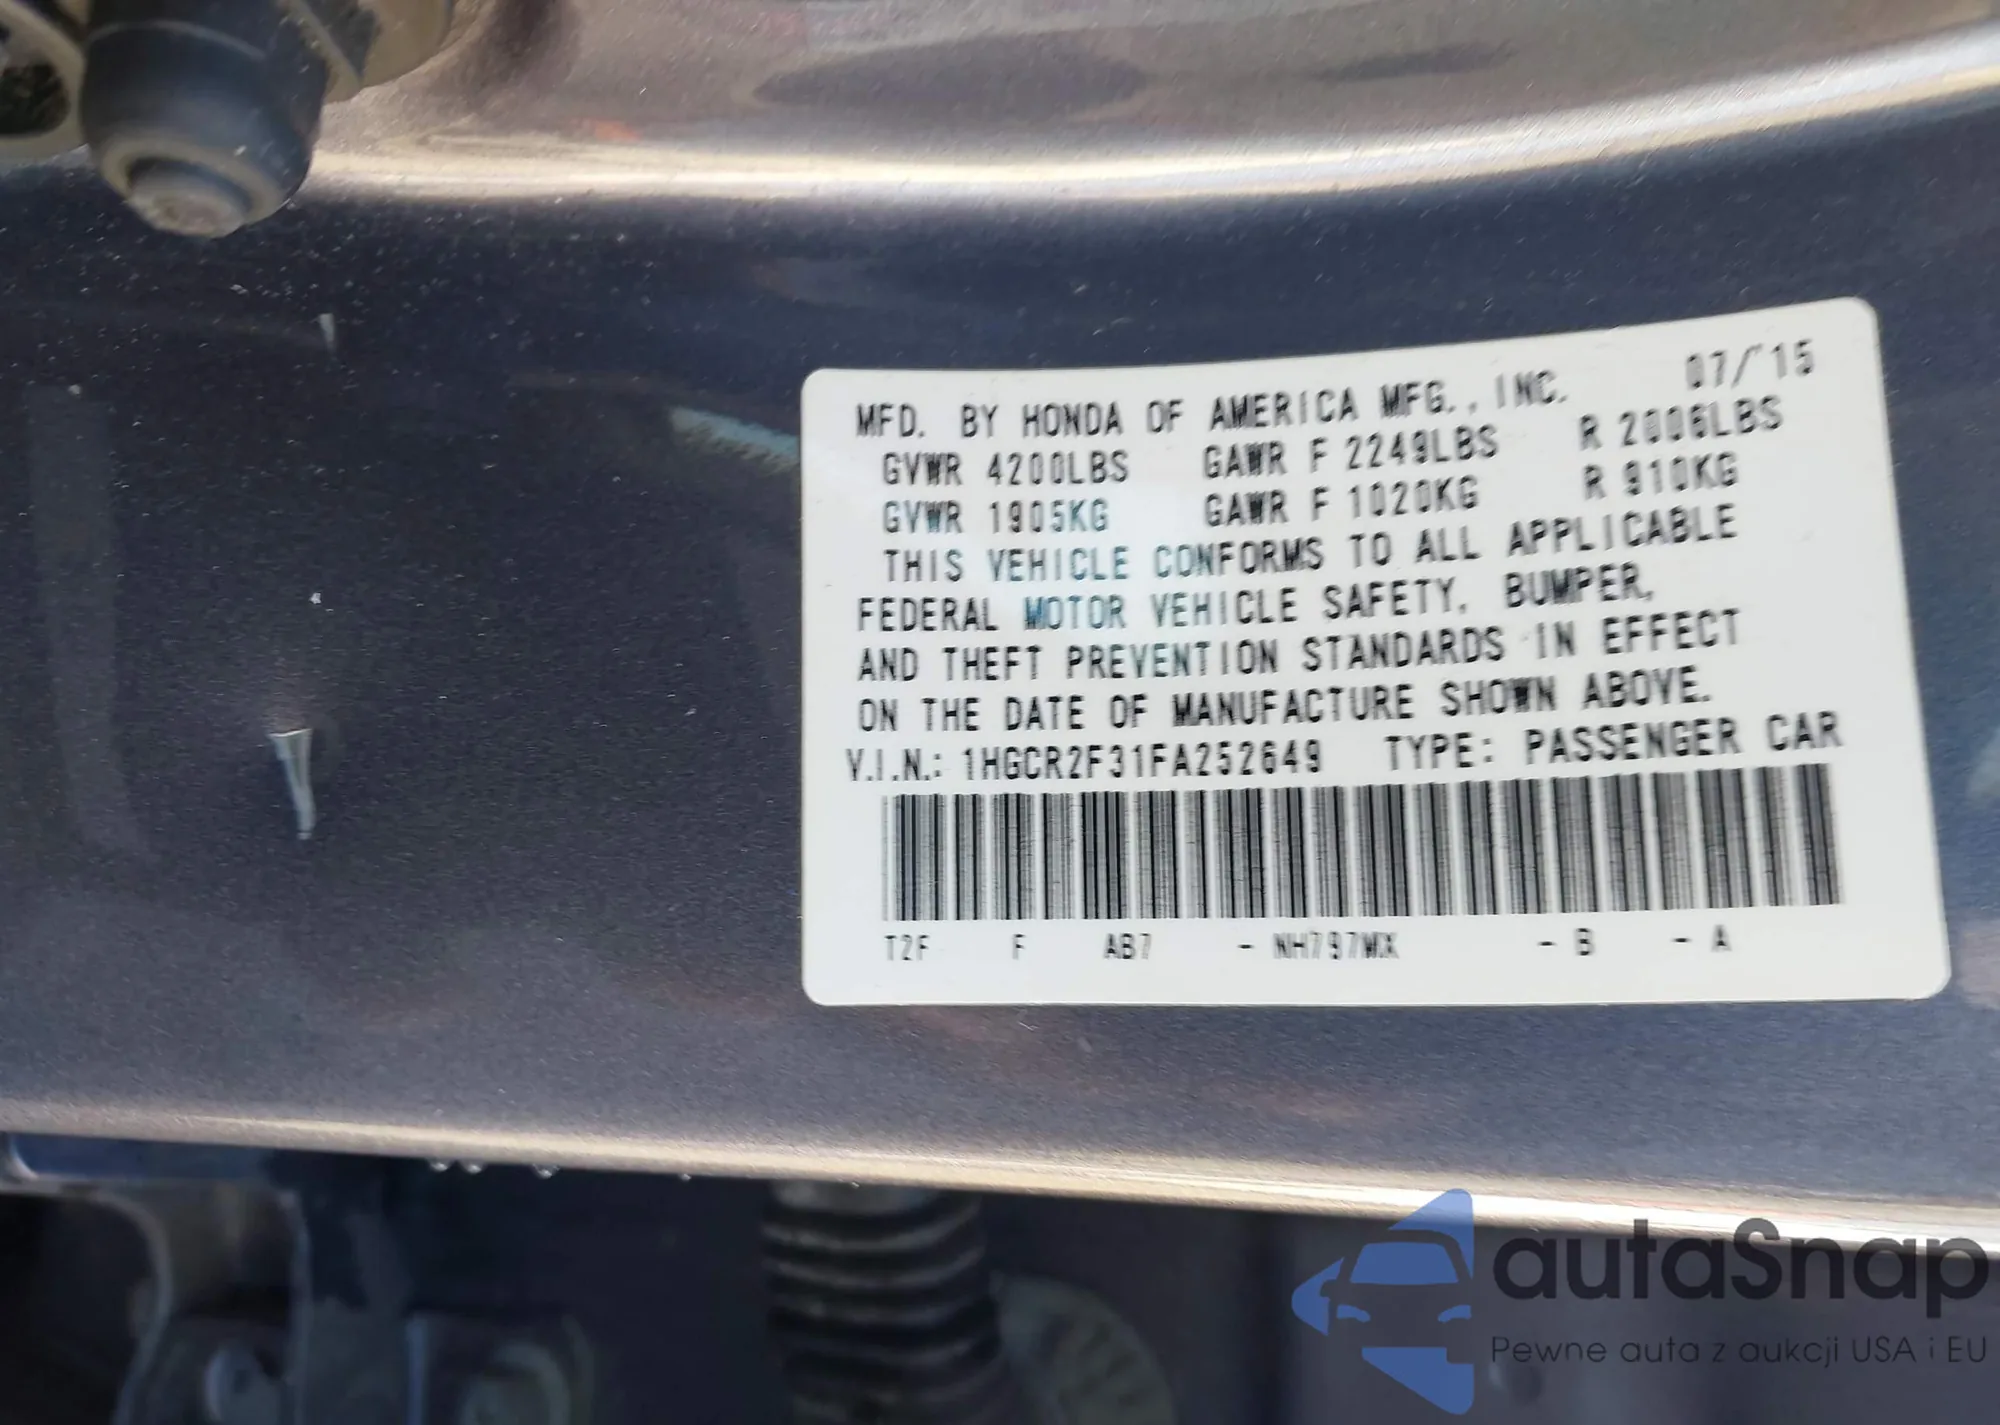 MFD. BY HONDA OF AMERICA MFG., INC. 07/'15
GVWR 4200LBS GAWR F 2249LBS R 2006LBS
GVWR 1905KG GAWR F 1020KG R 910KG
THIS VEHICLE CONFORMS TO ALL APPLICABLE
FEDERAL MOTOR VEHICLE SAFETY, BUMPER,
AND THEFT PREVENTION STANDARDS IN EFFECT
ON THE DATE OF MANUFACTURE SHOWN ABOVE.
V.I.N.: 1HGCR2F31FA252649 TYPE: PASSENGER CAR
T2F F AB7 - NH797MX - B - A
autaSnap
Pewne auta z aukcji USA i EU